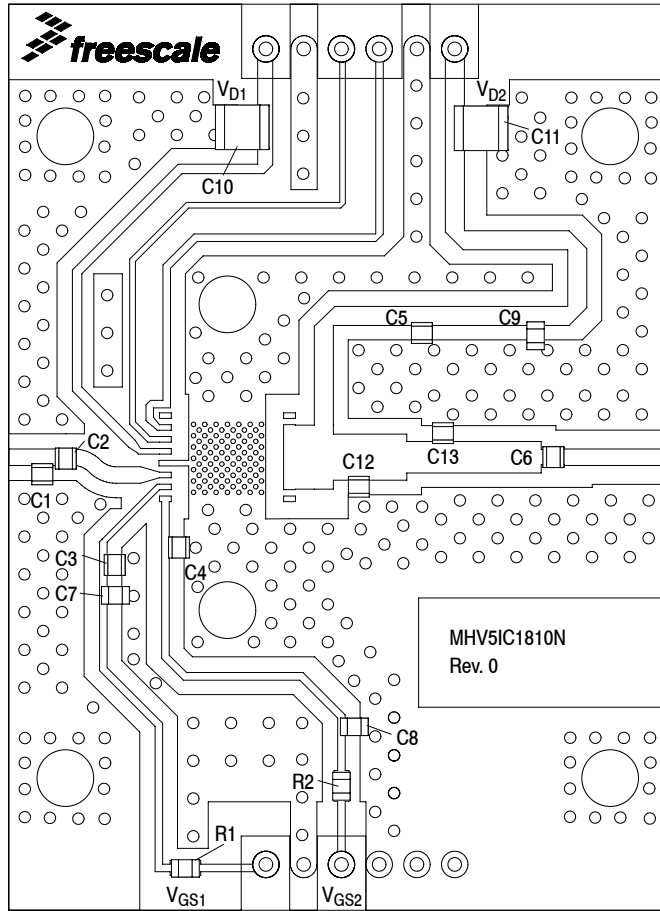 freescale
VD1
VD2
C11
C10
C5
C9
C2
C13
C6
C12
C1
C3
C4
C7
MHV5IC1810N
Rev. 0
C8
R2
R1
VGS1
VGS2